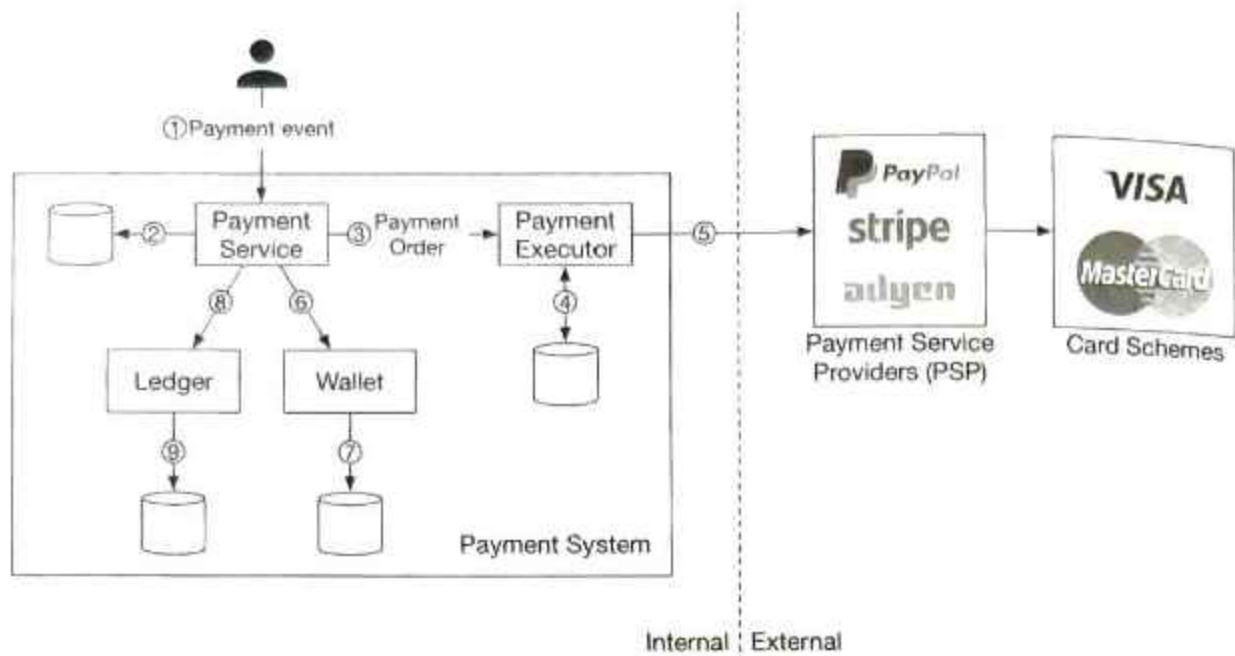 ①Payment event
②
Payment
Service
③ Payment
Order
Payment
Executor
⑤
⑧
⑥
④
Ledger
Wallet
⑨
⑦
Payment System
PayPal
stripe
adyen
Payment Service
Providers (PSP)
VISA
MasterCard
Card Schemes
Internal
External